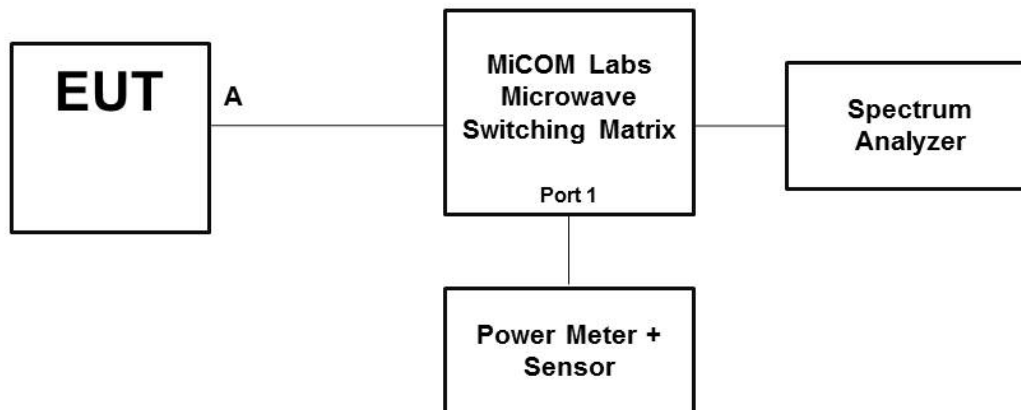 EUT
A
MiCOM Labs
Microwave
Switching Matrix
Port 1
Spectrum
Analyzer
Power Meter +
Sensor